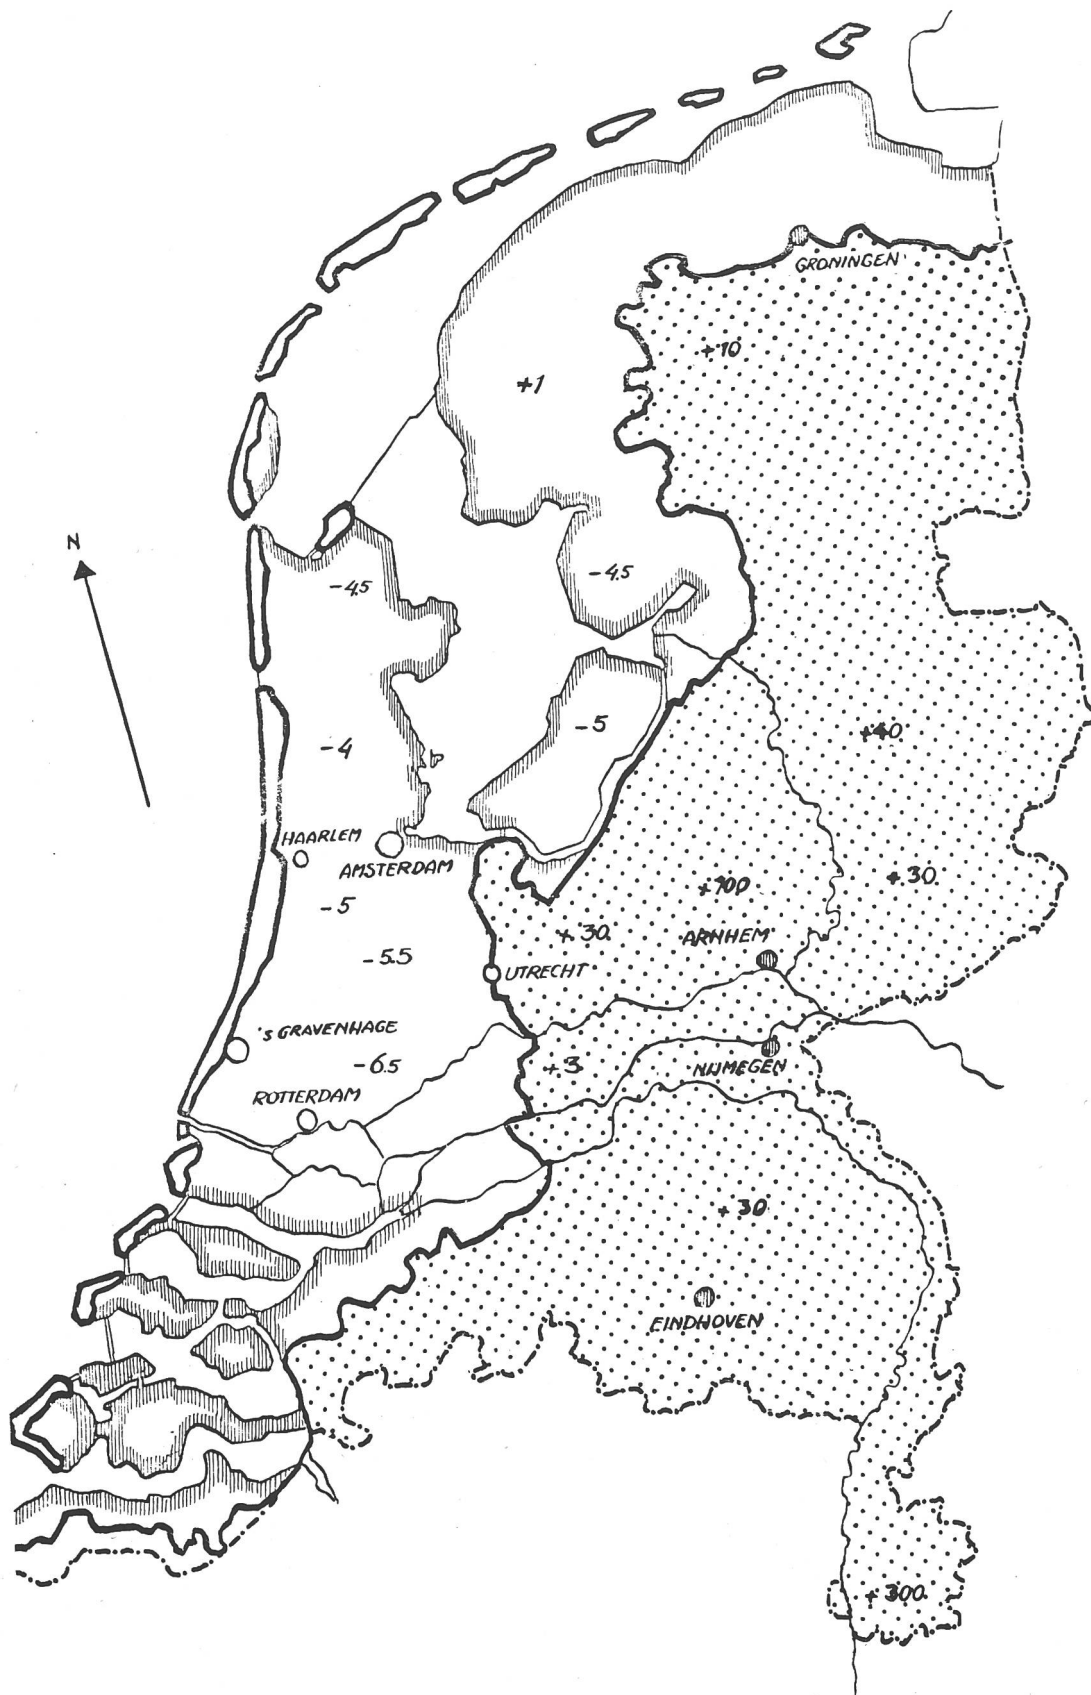 GRONINGEN
+10
+1
N
-4.5
-4.5
-5
-4
+40
HAARLEM
AMSTERDAM
+30
+100
-5
+30
ARNHEM
-5.5
UTRECHT
's GRAVENHAGE
-6.5
+3
NIJMEGEN
ROTTERDAM
+30
EINDHOVEN
+300